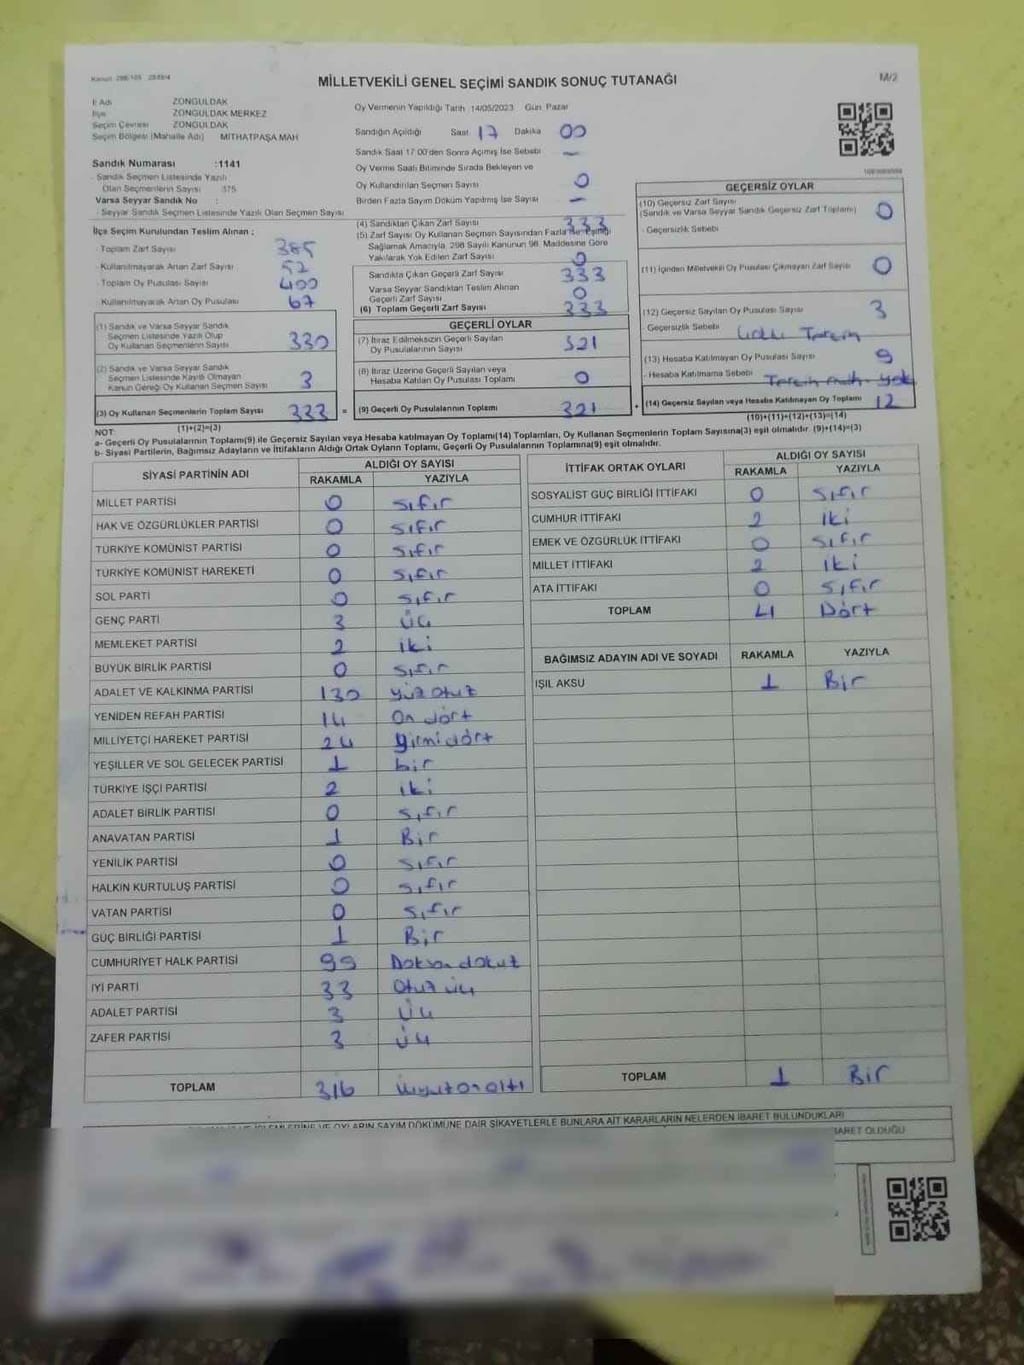 MİLLETVEKİLİ GENEL SEÇİMİ SANDIK SONUÇ TUTANAĞI
M/2
İl Adı ZONGULDAK
İlçe ZONGULDAK MERKEZ
Seçim Çevresi ZONGULDAK
Seçim Bölgesi (Mahalle Adı) MITHATPAŞA MAH
Sandık Numarası :1141
- Sandık Seçmen Listesinde Yazılı
Olan Seçmenlerin Sayısı 375
Varsa Seyyar Sandık No :
- Seyyar Sandık Seçmen Listesinde Yazılı Olan Seçmen Sayısı
İlçe Seçim Kurulundan Teslim Alınan ;
- Toplam Zarf Sayısı 385
- Kullanılmayarak Artan Zarf Sayısı 52
- Toplam Oy Pusulası Sayısı 400
- Kullanılmayarak Artan Oy Pusulası 67
(1) Sandık ve Varsa Seyyar Sandık
Seçmen Listesinde Yazılı Olup
Oy Kullanan Seçmenlerin Sayısı 330
(2) Sandık ve Varsa Seyyar Sandık
Seçmen Listesinde Kayıtlı Olmayan
Kanun Gereği Oy Kullanan Seçmen Sayısı 3
(3) Oy Kullanan Seçmenlerin Toplam Sayısı 333 =
(1)+(2)=(3)
Oy Vermenin Yapıldığı Tarih 14/05/2023 Gün Pazar
Sandığın Açıldığı Saat 17 Dakika 00
Sandık Saat 17:00'den Sonra Açılmış İse Sebebi –
Oy Verme Saati Bitiminde Sırada Bekleyen ve
Oy Kullandırılan Seçmen Sayısı 0
Birden Fazla Sayım Döküm Yapılmış İse Sayısı –
(4) Sandıktan Çıkan Zarf Sayısı 333
(5) Zarf Sayısı Oy Kullanan Seçmen Sayısından Fazla İse Eşitliği
Sağlamak Amacıyla, 298 Sayılı Kanunun 98. Maddesine Göre
Yakılarak Yok Edilen Zarf Sayısı 0
Sandıkta Çıkan Geçerli Zarf Sayısı 333
Varsa Seyyar Sandıktan Teslim Alınan
Geçerli Zarf Sayısı 0
(6) Toplam Geçerli Zarf Sayısı 333
GEÇERLİ OYLAR
(7) İtiraz Edilmeksizin Geçerli Sayılan
Oy Pusulalarının Sayısı 321
(8) İtiraz Üzerine Geçerli Sayılan veya
Hesaba Katılan Oy Pusulası Toplamı 0
(9) Geçerli Oy Pusulalarının Toplamı 321 +
GEÇERSİZ OYLAR
(10) Geçersiz Zarf Sayısı
(Sandık ve Varsa Seyyar Sandık Geçersiz Zarf Toplamı) 0
- Geçersizlik Sebebi
(11) İçinden Milletvekili Oy Pusulası Çıkmayan Zarf Sayısı 0
(12) Geçersiz Sayılan Oy Pusulası Sayısı 3
- Geçersizlik Sebebi
(13) Hesaba Katılmayan Oy Pusulası Sayısı 9
- Hesaba Katılmama Sebebi
(14) Geçersiz Sayılan veya Hesaba Katılmayan Oy Toplamı 12
(10)+(11)+(12)+(13)=(14)
NOT:
a- Geçerli Oy Pusulalarının Toplamı(9) ile Geçersiz Sayılan veya Hesaba katılmayan Oy Toplamı(14) Toplamları, Oy Kullanan Seçmenlerin Toplam Sayısına(3) eşit olmalıdır. (9)+(14)=(3)
b- Siyasi Partilerin, Bağımsız Adayların ve İttifakların Aldığı Ortak Oyların Toplamı, Geçerli Oy Pusulalarının Toplamına(9) eşit olmalıdır.
SİYASİ PARTİNİN ADI ALDIĞI OY SAYISI
RAKAMLA YAZIYLA
MİLLET PARTİSİ 0 sıfır
HAK VE ÖZGÜRLÜKLER PARTİSİ 0 sıfır
TÜRKİYE KOMÜNİST PARTİSİ 0 sıfır
TÜRKİYE KOMÜNİST HAREKETİ 0 sıfır
SOL PARTİ 0 sıfır
GENÇ PARTİ 3 üç
MEMLEKET PARTİSİ 2 iki
BÜYÜK BİRLİK PARTİSİ 0 sıfır
ADALET VE KALKINMA PARTİSİ 130 yüz otuz
YENİDEN REFAH PARTİSİ 14 On dört
MİLLİYETÇİ HAREKET PARTİSİ 24 yirmi dört
YEŞİLLER VE SOL GELECEK PARTİSİ 1 bir
TÜRKİYE İŞÇİ PARTİSİ 2 iki
ADALET BİRLİK PARTİSİ 0 sıfır
ANAVATAN PARTİSİ 1 Bir
YENİLİK PARTİSİ 0 sıfır
HALKIN KURTULUŞ PARTİSİ 0 sıfır
VATAN PARTİSİ 0 sıfır
GÜÇ BİRLİĞİ PARTİSİ 1 Bir
CUMHURİYET HALK PARTİSİ 99 Doksan dokuz
İYİ PARTİ 33 Otuz üç
ADALET PARTİSİ 3 Üç
ZAFER PARTİSİ 3 Üç
TOPLAM 316 üçyüzonaltı
İTTİFAK ORTAK OYLARI ALDIĞI OY SAYISI
RAKAMLA YAZIYLA
SOSYALİST GÜÇ BİRLİĞİ İTTİFAKI 0 sıfır
CUMHUR İTTİFAKI 2 iki
EMEK VE ÖZGÜRLÜK İTTİFAKI 0 sıfır
MİLLET İTTİFAKI 2 iki
ATA İTTİFAKI 0 sıfır
TOPLAM 4 Dört
BAĞIMSIZ ADAYIN ADI VE SOYADI RAKAMLA YAZIYLA
IŞIL AKSU 1 Bir
TOPLAM 1 Bir
VE OYLARIN SAYIM DÖKÜMÜNE DAİR ŞİKAYETLERLE BUNLARA AİT KARARLARIN NELERDEN İBARET BULUNDUKLARI
OLDUĞU